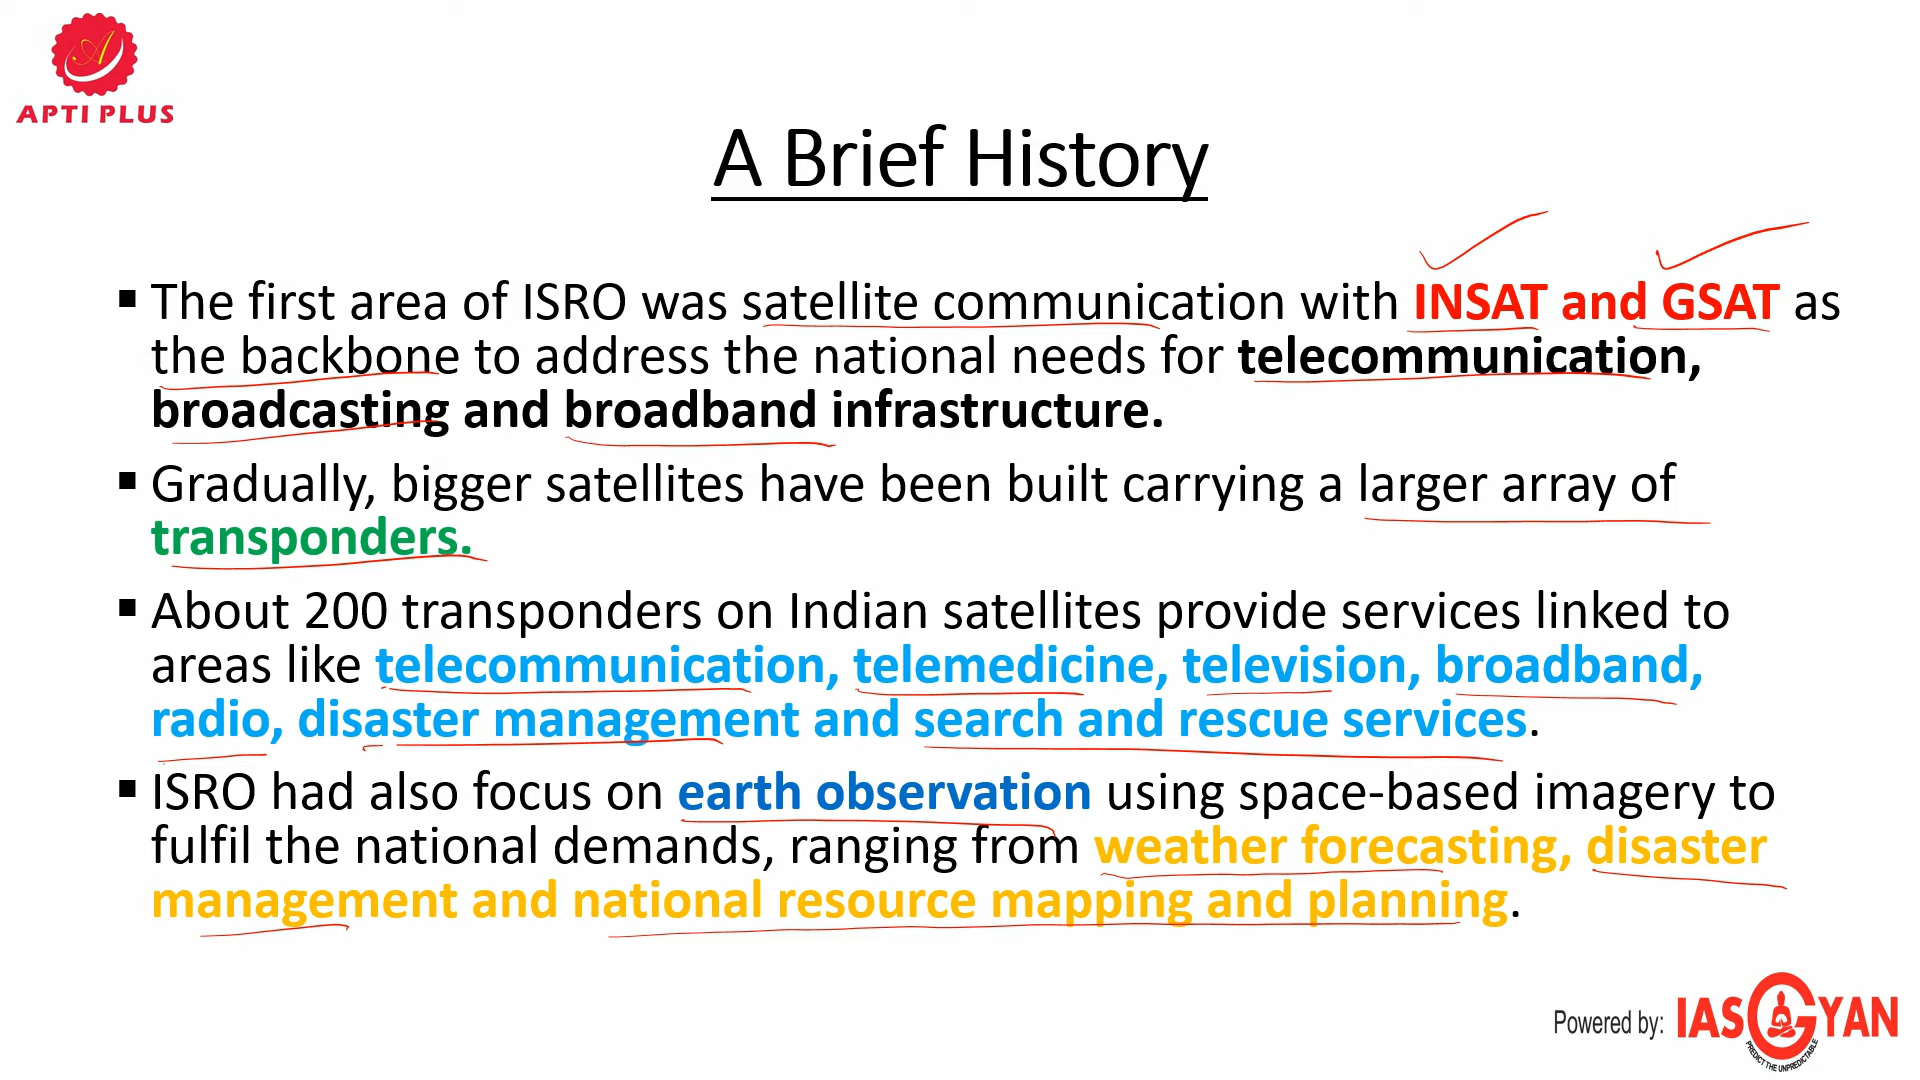 APTI PLUS
A Brief History
▪ The first area of ISRO was satellite communication with INSAT and GSAT as
the backbone to address the national needs for telecommunication,
broadcasting and broadband infrastructure.
▪ Gradually, bigger satellites have been built carrying a larger array of
transponders.
▪ About 200 transponders on Indian satellites provide services linked to
areas like telecommunication, telemedicine, television, broadband,
radio, disaster management and search and rescue services.
▪ ISRO had also focus on earth observation using space-based imagery to
fulfil the national demands, ranging from weather forecasting, disaster
management and national resource mapping and planning.
Powered by: IAS GYAN
PREDICT THE UNPREDICTABLE